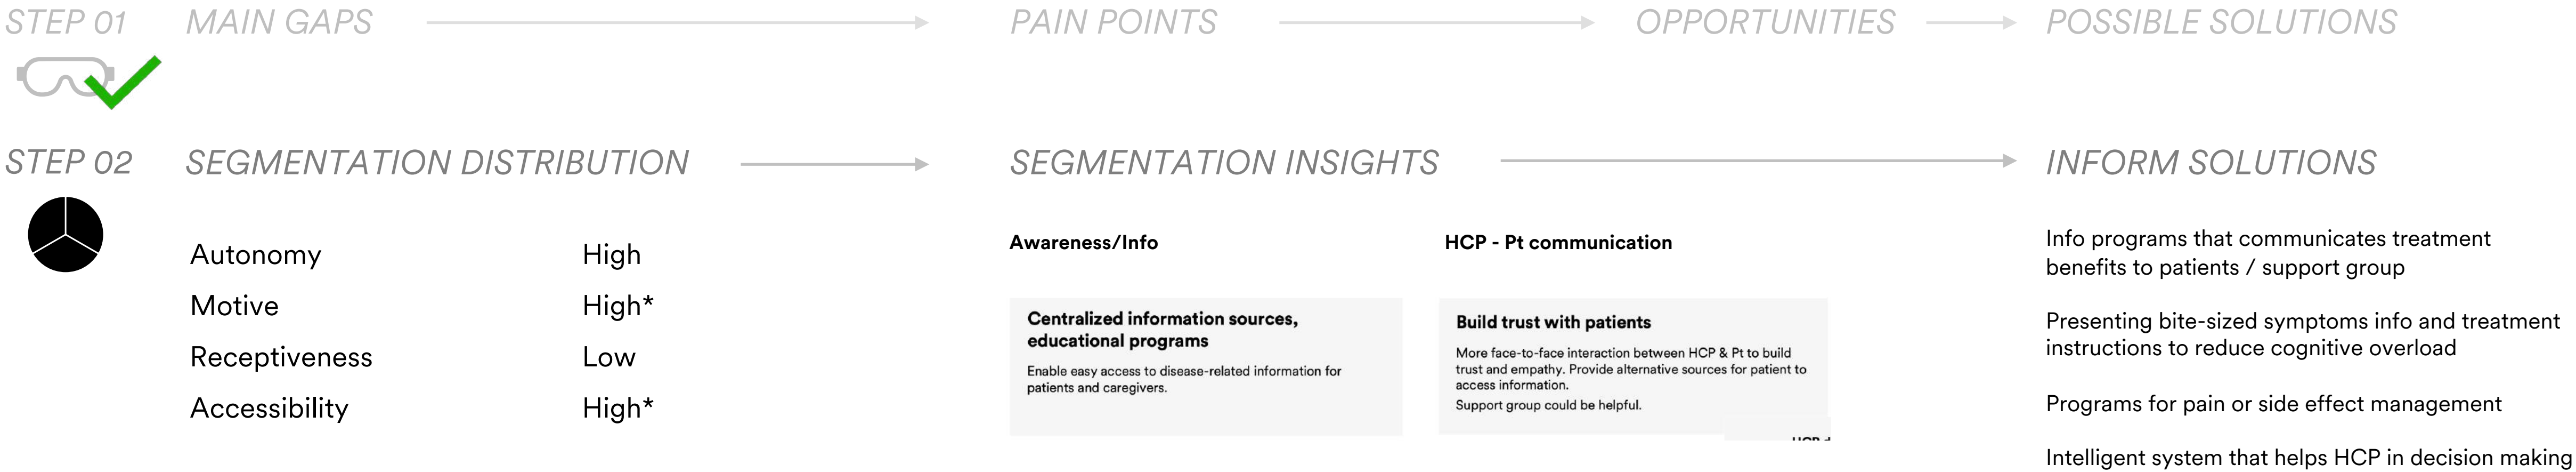 STEP 01
MAIN GAPS
PAIN POINTS
OPPORTUNITIES
POSSIBLE SOLUTIONS
STEP 02
SEGMENTATION DISTRIBUTION
SEGMENTATION INSIGHTS
INFORM SOLUTIONS
Autonomy High
Motive High*
Receptiveness Low
Accessibility High*
Awareness/Info
Centralized information sources,
educational programs
Enable easy access to disease-related information for
patients and caregivers.
HCP - Pt communication
Build trust with patients
More face-to-face interaction between HCP & Pt to build
trust and empathy. Provide alternative sources for patient to
access information.
Support group could be helpful.
Info programs that communicates treatment
benefits to patients / support group
Presenting bite-sized symptoms info and treatment
instructions to reduce cognitive overload
Programs for pain or side effect management
Intelligent system that helps HCP in decision making